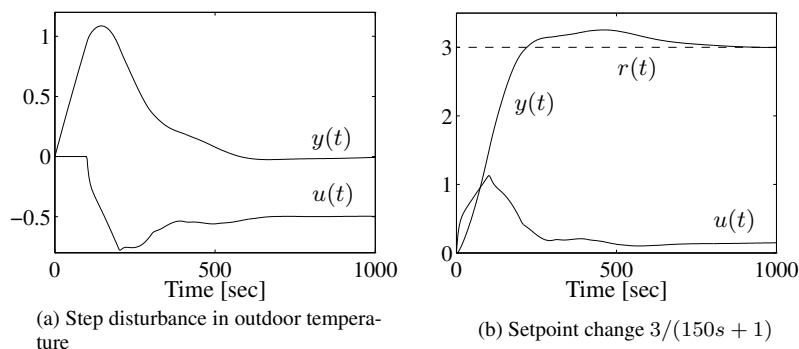 1
0.5
0
−0.5
0
500
1000
y(t)
u(t)
Time [sec]
(a) Step disturbance in outdoor tempera-
ture
3
2
1
0
0
500
1000
r(t)
y(t)
u(t)
Time [sec]
(b) Setpoint change 3/(150s + 1)